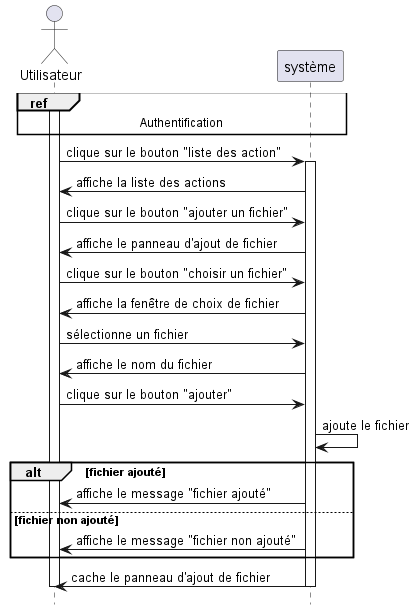 Utilisateur
système
ref
Authentification
clique sur le bouton "liste des action"
affiche la liste des actions
clique sur le bouton "ajouter un fichier"
affiche le panneau d'ajout de fichier
clique sur le bouton "choisir un fichier"
affiche la fenêtre de choix de fichier
sélectionne un fichier
affiche le nom du fichier
clique sur le bouton "ajouter"
ajoute le fichier
alt [fichier ajouté]
affiche le message "fichier ajouté"
[fichier non ajouté]
affiche le message "fichier non ajouté"
cache le panneau d'ajout de fichier